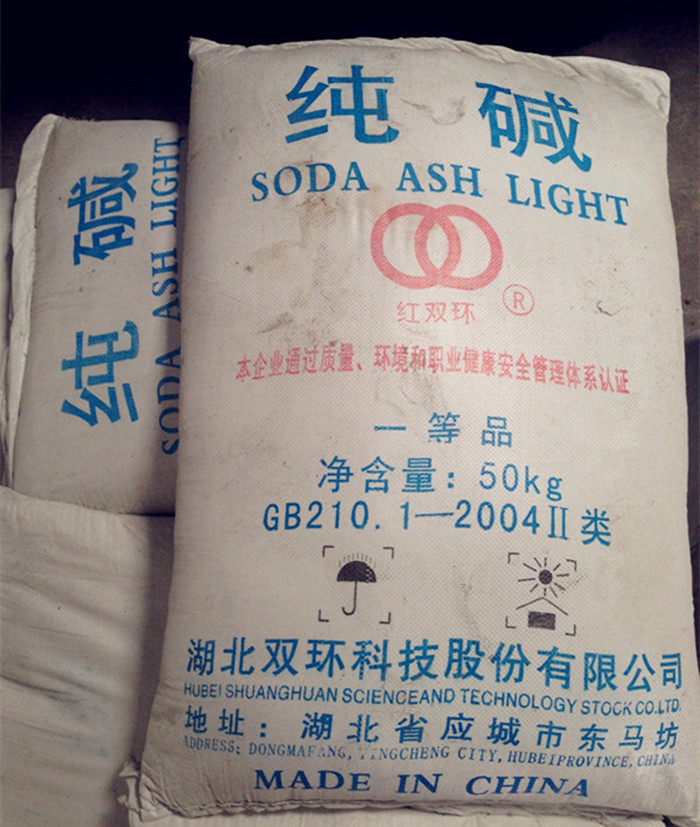 纯碱
SODA ASH LIGHT
红双环 ®
本企业通过质量、环境和职业健康安全管理体系认证
一等品
净含量：50kg
GB210.1—2004Ⅱ类
湖北双环科技股份有限公司
HUBEI SHUANGHUAN SCIENCEAND TECHNOLOGY STOCK CO.LTD.
地址：湖北省应城市东马坊
ADDRESS: DONGMAFANG, YINGCHENG CITY, HUBEIPROVINCE, CHINA
MADE IN CHINA
纯碱
SODA ASH LIGHT